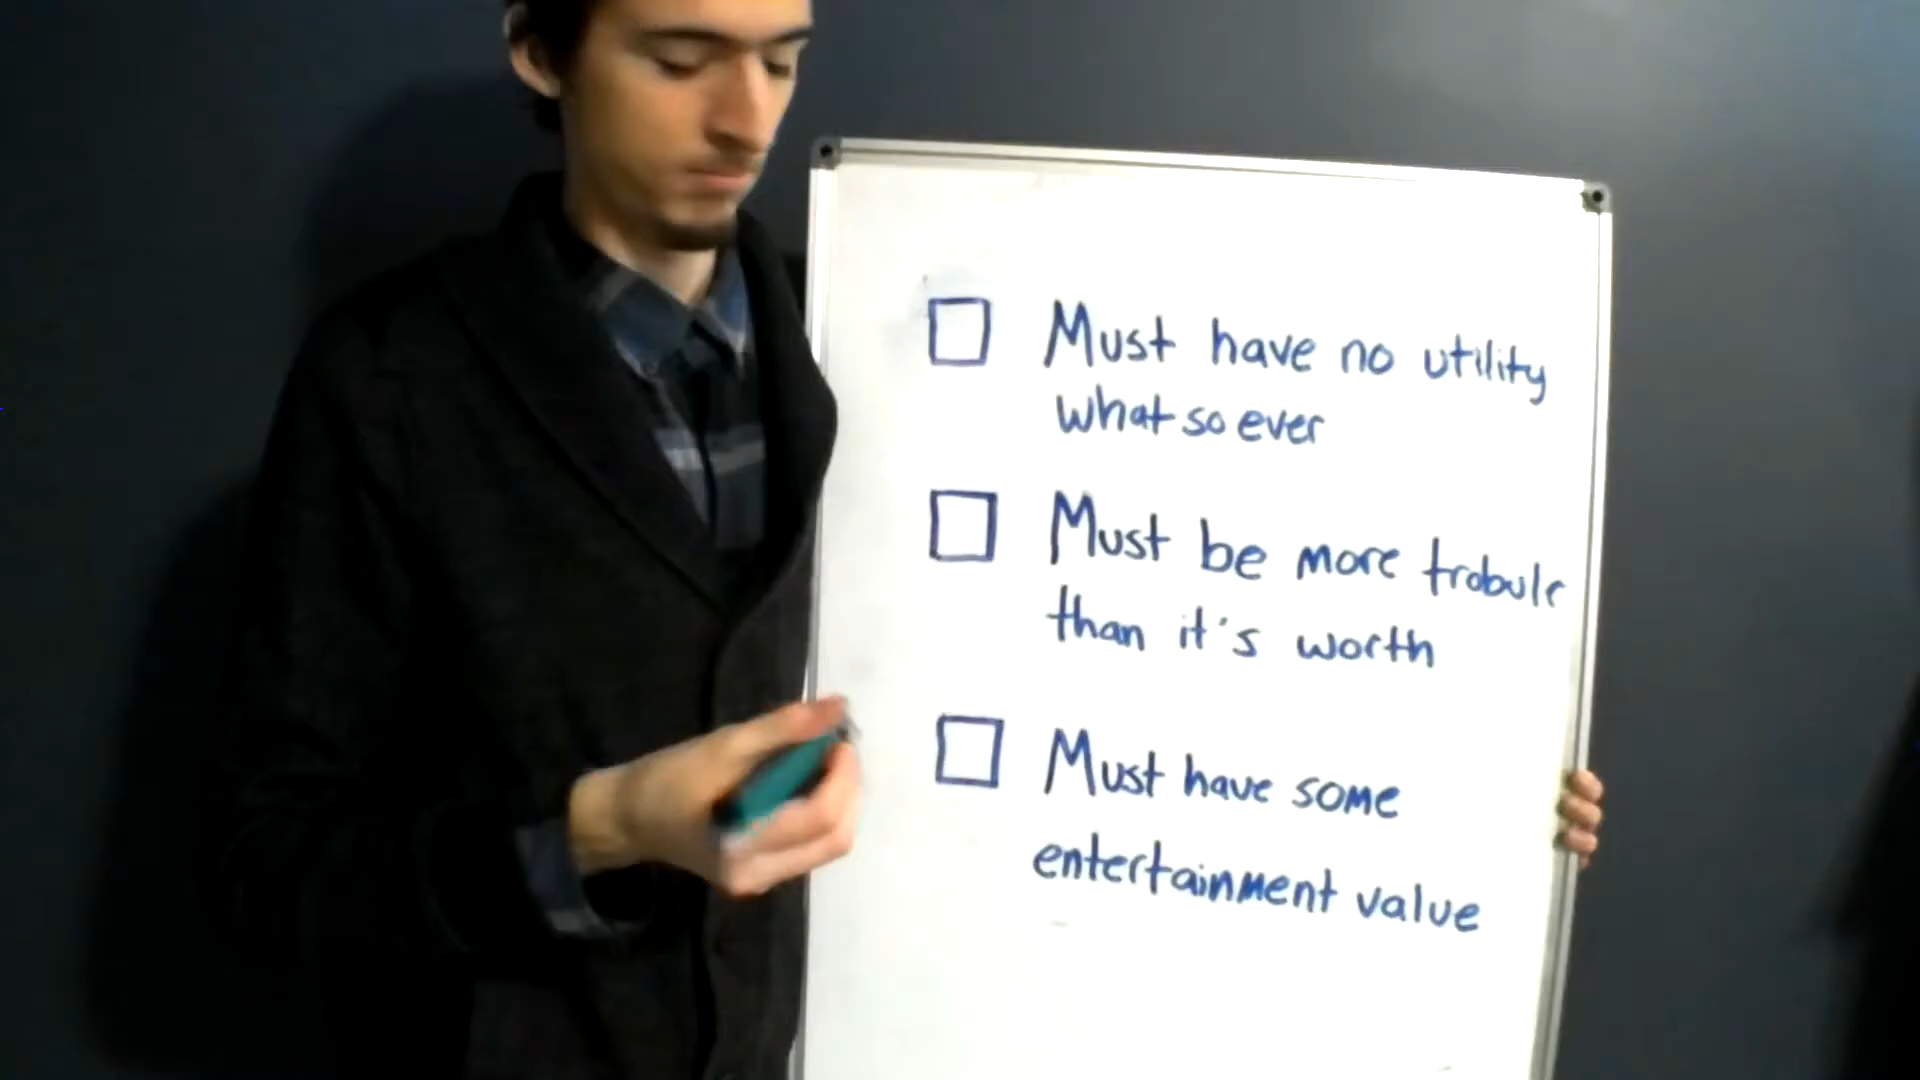 Must have no utility
whatsoever
Must be more trobule
than it's worth
Must have some
entertainment value